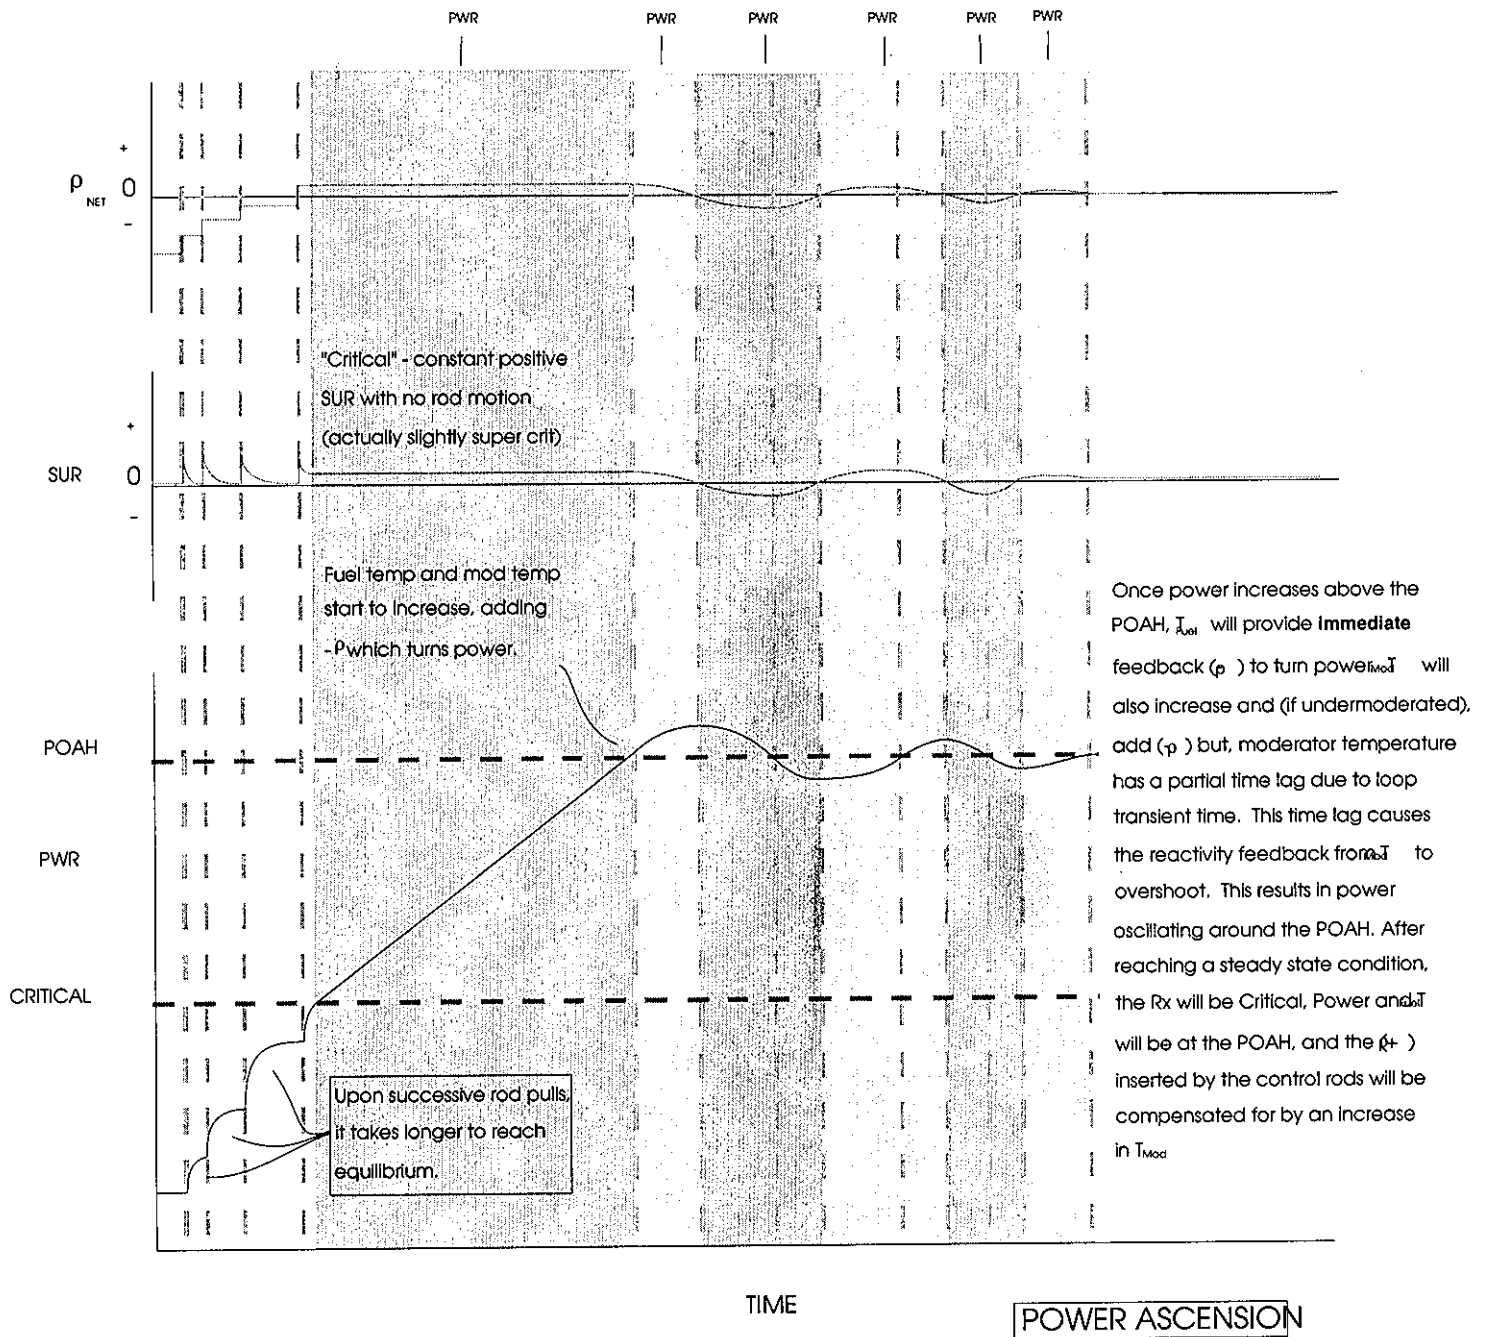 PWR PWR PWR PWR PWR PWR
+
ρ NET 0
-
"Critical" - constant positive
SUR with no rod motion
(actually slightly super crit)
+
SUR 0
-
Fuel temp and mod temp
start to increase, adding
-ρ which turns power.
POAH
PWR
CRITICAL
Upon successive rod pulls,
it takes longer to reach
equilibrium.
Once power increases above the
POAH, T Fuel will provide immediate
feedback (ρ ) to turn power. T Mod will
also increase and (if undermoderated),
add (-ρ ) but, moderator temperature
has a partial time lag due to loop
transient time. This time lag causes
the reactivity feedback from T Mod to
overshoot. This results in power
oscillating around the POAH. After
reaching a steady state condition,
the Rx will be Critical, Power and T Mod
will be at the POAH, and the (ρ+ )
inserted by the control rods will be
compensated for by an increase
in TMod
TIME
POWER ASCENSION